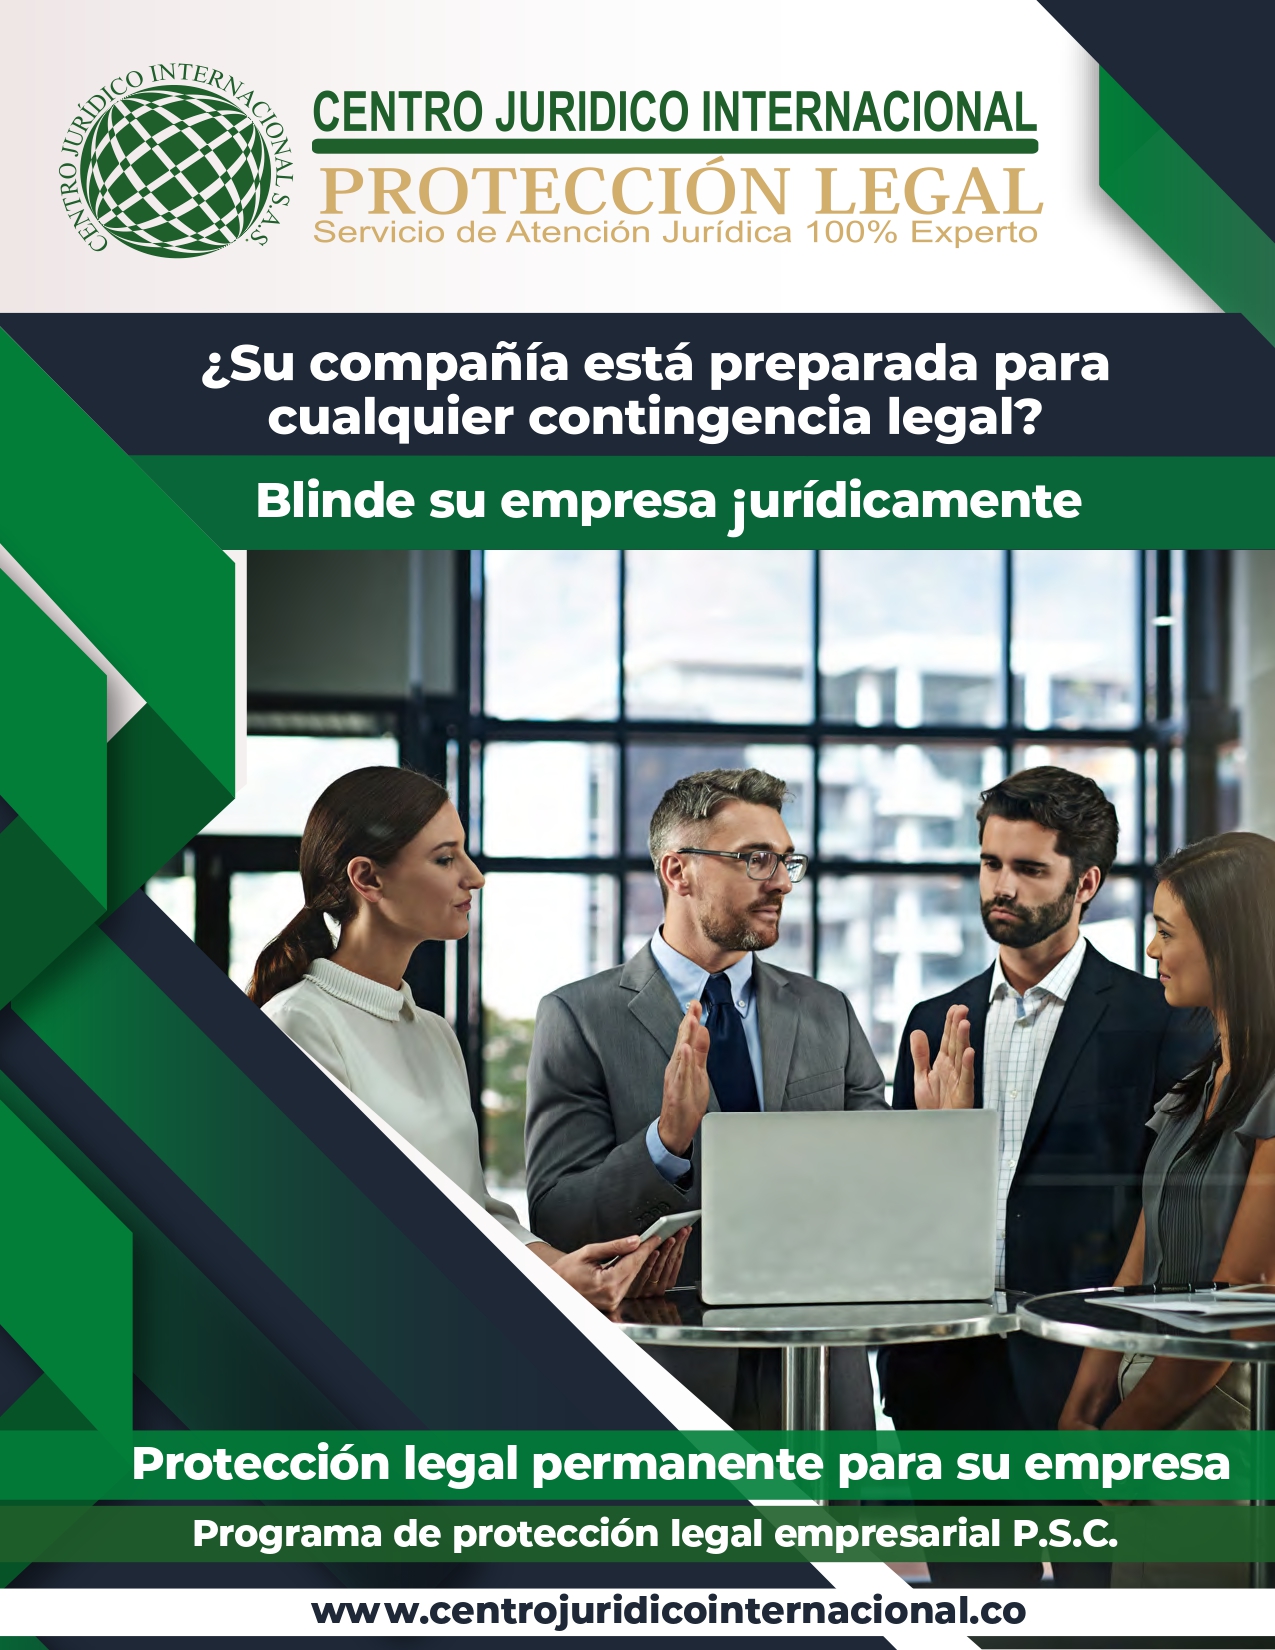 CENTRO JURÍDICO INTERNACIONAL S.A.S.
CENTRO JURIDICO INTERNACIONAL
PROTECCIÓN LEGAL
Servicio de Atención Jurídica 100% Experto
¿Su compañía está preparada para
cualquier contingencia legal?
Blinde su empresa jurídicamente
Protección legal permanente para su empresa
Programa de protección legal empresarial P.S.C.
www.centrojuridicointernacional.co